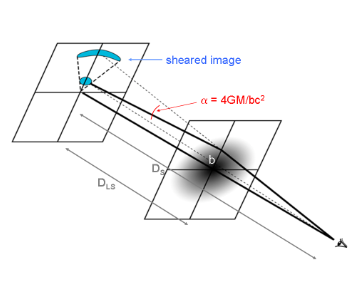 sheared image
α = 4GM/bc²
b
D_S
D_LS